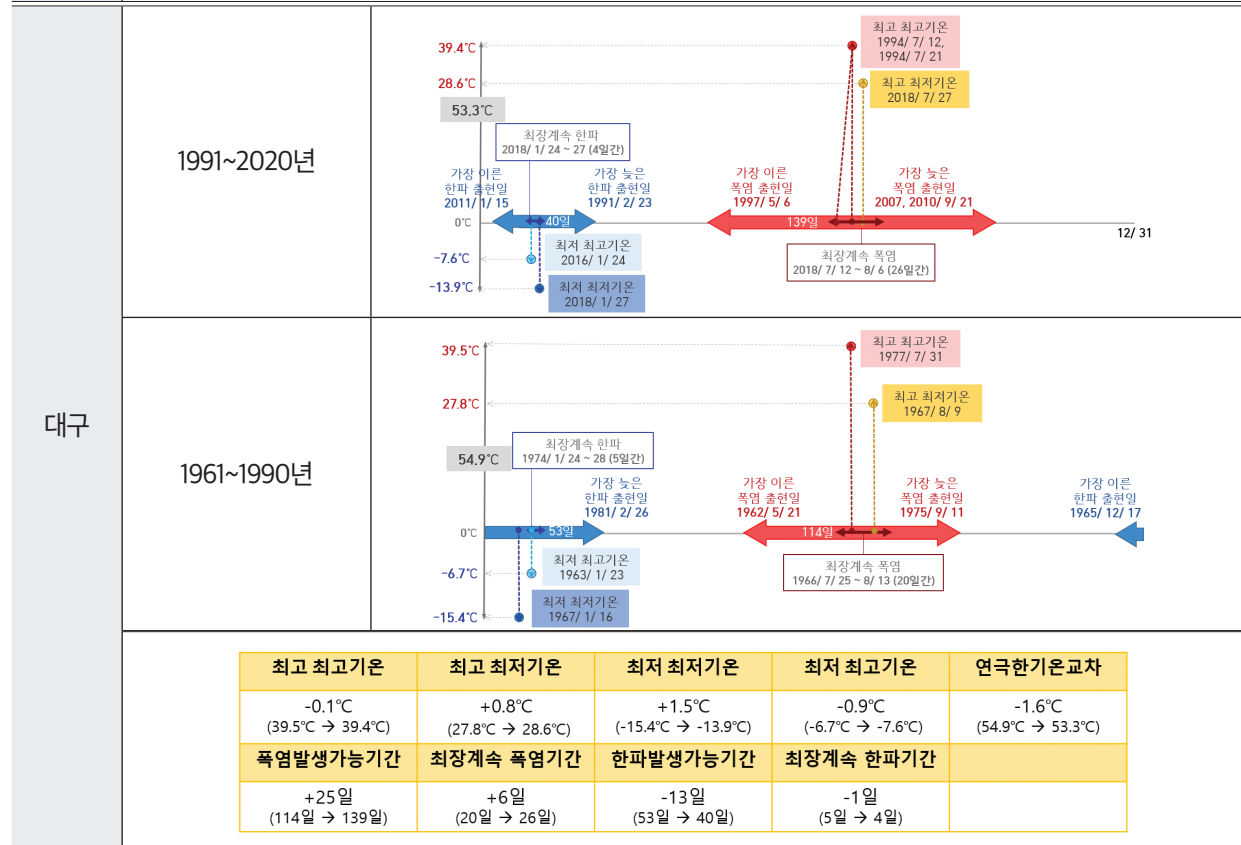 대구
1991~2020년
39.4℃
28.6℃
53.3℃
0℃
-7.6℃
-13.9℃
최고 최고기온
1994/ 7/ 12,
1994/ 7/ 21
최고 최저기온
2018/ 7/ 27
최장계속 한파
2018/ 1/ 24 ~ 27 (4일간)
가장 이른
한파 출현일
2011/ 1/ 15
가장 늦은
한파 출현일
1991/ 2/ 23
가장 이른
폭염 출현일
1997/ 5/ 6
가장 늦은
폭염 출현일
2007, 2010/ 9/ 21
40일
139일
12/ 31
최저 최고기온
2016/ 1/ 24
최저 최저기온
2018/ 1/ 27
최장계속 폭염
2018/ 7/ 12 ~ 8/ 6 (26일간)
1961~1990년
39.5℃
27.8℃
54.9℃
0℃
-6.7℃
-15.4℃
최고 최고기온
1977/ 7/ 31
최고 최저기온
1967/ 8/ 9
최장계속 한파
1974/ 1/ 24 ~ 28 (5일간)
가장 늦은
한파 출현일
1981/ 2/ 26
가장 이른
폭염 출현일
1962/ 5/ 21
가장 늦은
폭염 출현일
1975/ 9/ 11
가장 이른
한파 출현일
1965/ 12/ 17
53일
114일
최저 최고기온
1963/ 1/ 23
최저 최저기온
1967/ 1/ 16
최장계속 폭염
1966/ 7/ 25 ~ 8/ 13 (20일간)
최고 최고기온 최고 최저기온 최저 최저기온 최저 최고기온 연극한기온교차
-0.1℃ +0.8℃ +1.5℃ -0.9℃ -1.6℃
(39.5℃ → 39.4℃) (27.8℃ → 28.6℃) (-15.4℃ → -13.9℃) (-6.7℃ → -7.6℃) (54.9℃ → 53.3℃)
폭염발생가능기간 최장계속 폭염기간 한파발생가능기간 최장계속 한파기간
+25일 +6일 -13일 -1일
(114일 → 139일) (20일 → 26일) (53일 → 40일) (5일 → 4일)